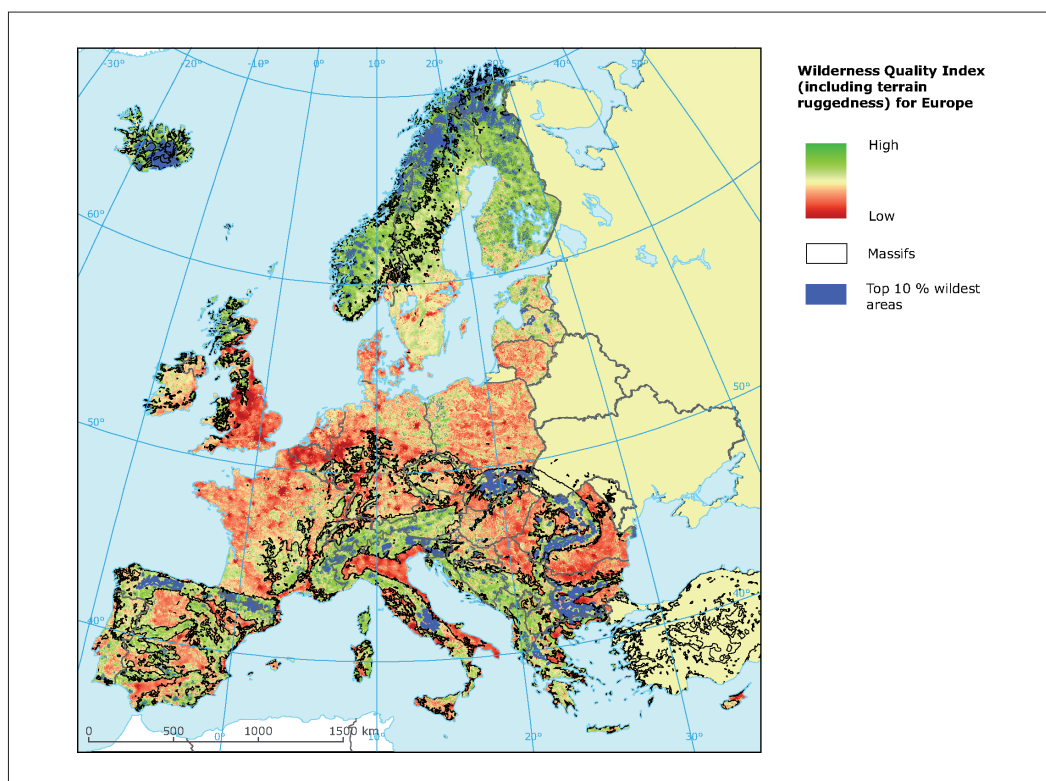 -30°
-20°
-10°
0°
10°
20°
30°
40°
50°
60°
50°
50°
40°
40°
0
500
1000
1500 km
0°
10°
20°
30°
Wilderness Quality Index
(including terrain
ruggedness) for Europe
High
Low
Massifs
Top 10 % wildest
areas